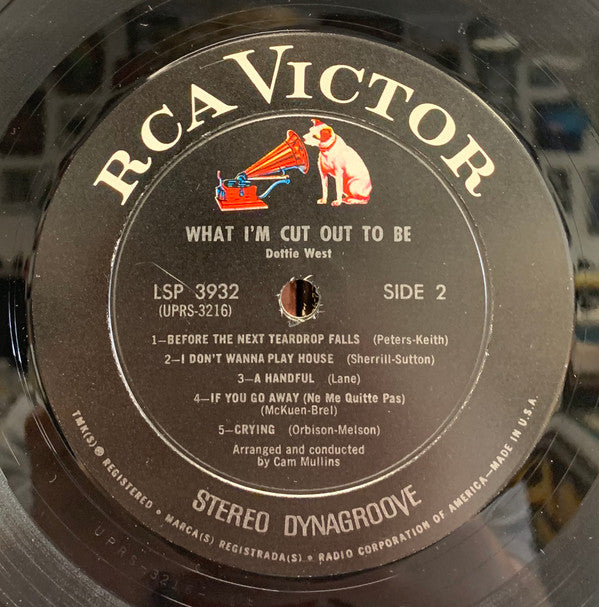 RCA VICTOR
WHAT I'M CUT OUT TO BE
Dottie West
LSP 3932
(UPRS-3216)
SIDE 2
1—BEFORE THE NEXT TEARDROP FALLS (Peters-Keith)
2—I DON'T WANNA PLAY HOUSE (Sherrill-Sutton)
3—A HANDFUL (Lane)
4—IF YOU GO AWAY (Ne Me Quitte Pas)
(McKuen-Brel)
5—CRYING (Orbison-Melson)
Arranged and conducted
by Cam Mullins
STEREO DYNAGROOVE
TMK(S) ® REGISTERED • MARCA(S) REGISTRADA(S) • RADIO CORPORATION OF AMERICA—MADE IN U.S.A.
UPRS-3216